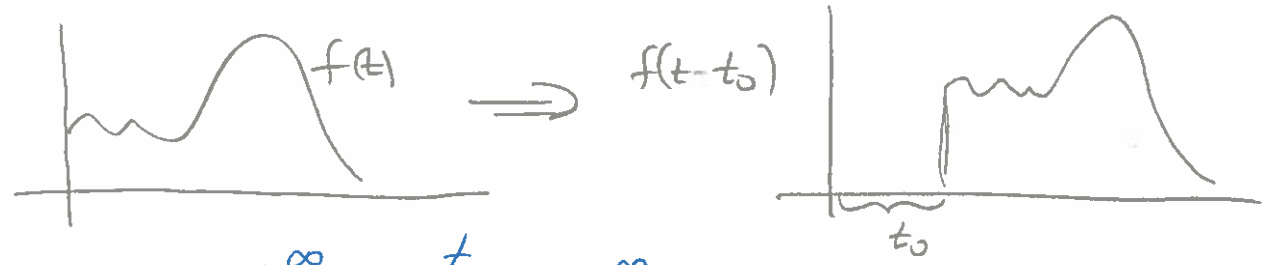 f(t) ⇒ f(t-t₀)
t₀
∞ t ∞